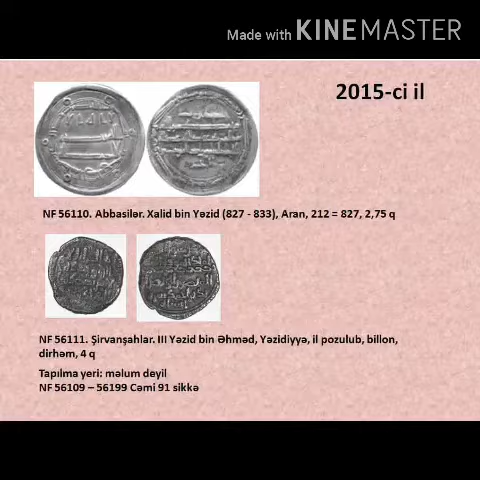 Made with KINEMASTER
2015-ci il
NF 56110. Abbasilər. Xalid bin Yəzid (827 - 833), Aran, 212 = 827, 2,75 q
NF 56111. Şirvanşahlar. III Yəzid bin Əhməd, Yəzidiyyə, il pozulub, billon,
dirhəm, 4 q
Tapılma yeri: məlum deyil
NF 56109 – 56199 Cəmi 91 sikkə